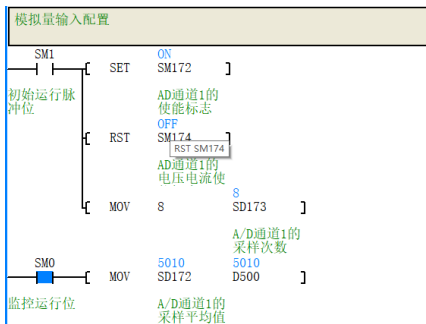 模拟量输入配置
SM1 ON
SET SM172
初始运行脉冲位 AD通道1的使能标志
OFF
RST SM174
RST SM174
AD通道1的电压电流使
8
MOV 8 SD173
A/D通道1的采样次数
SM0 5010 5010
MOV SD172 D500
监控运行位 A/D通道1的采样平均值